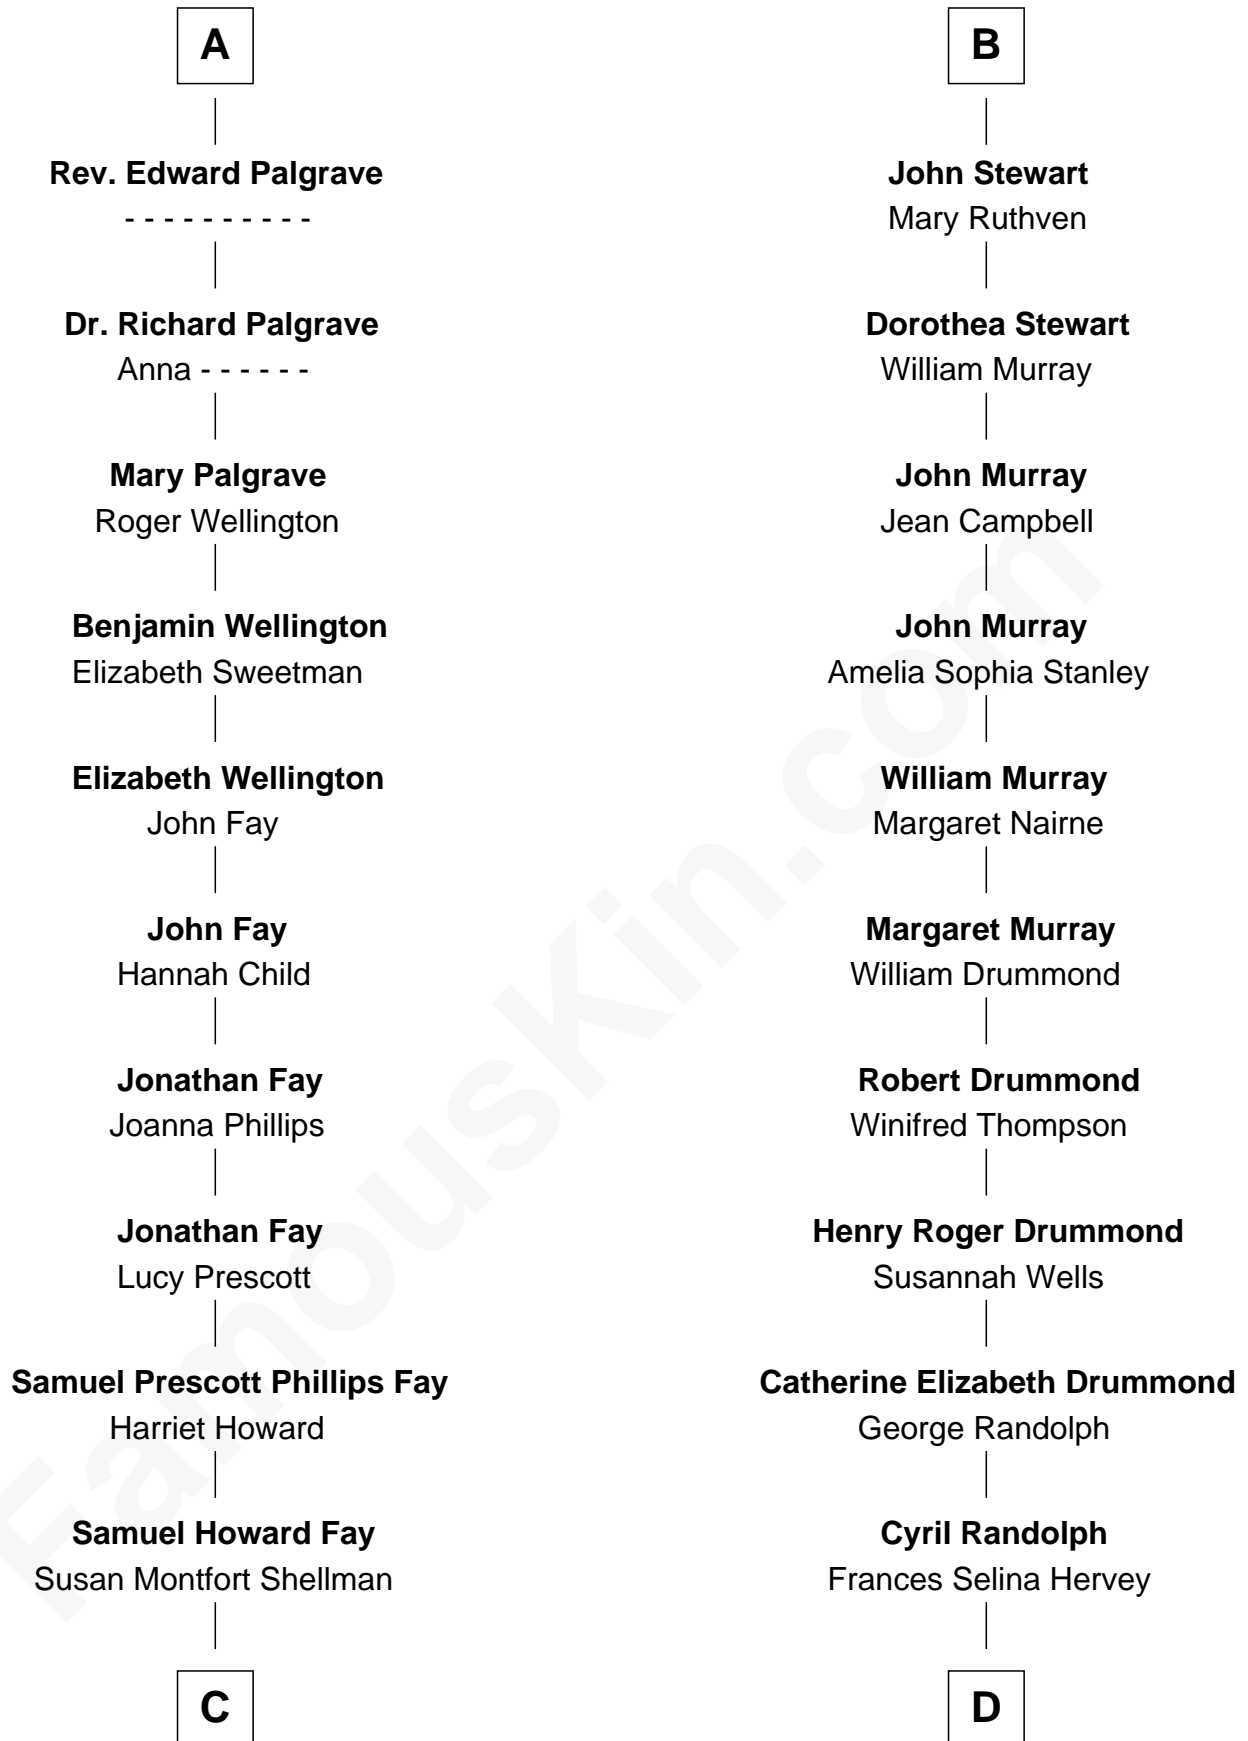 A
Rev. Edward Palgrave
- - - - - - - - - -
Dr. Richard Palgrave
Anna - - - - - -
Mary Palgrave
Roger Wellington
Benjamin Wellington
Elizabeth Sweetman
Elizabeth Wellington
John Fay
John Fay
Hannah Child
Jonathan Fay
Joanna Phillips
Jonathan Fay
Lucy Prescott
Samuel Prescott Phillips Fay
Harriet Howard
Samuel Howard Fay
Susan Montfort Shellman
C
B
John Stewart
Mary Ruthven
Dorothea Stewart
William Murray
John Murray
Jean Campbell
John Murray
Amelia Sophia Stanley
William Murray
Margaret Nairne
Margaret Murray
William Drummond
Robert Drummond
Winifred Thompson
Henry Roger Drummond
Susannah Wells
Catherine Elizabeth Drummond
George Randolph
Cyril Randolph
Frances Selina Hervey
D
FamousKin.com